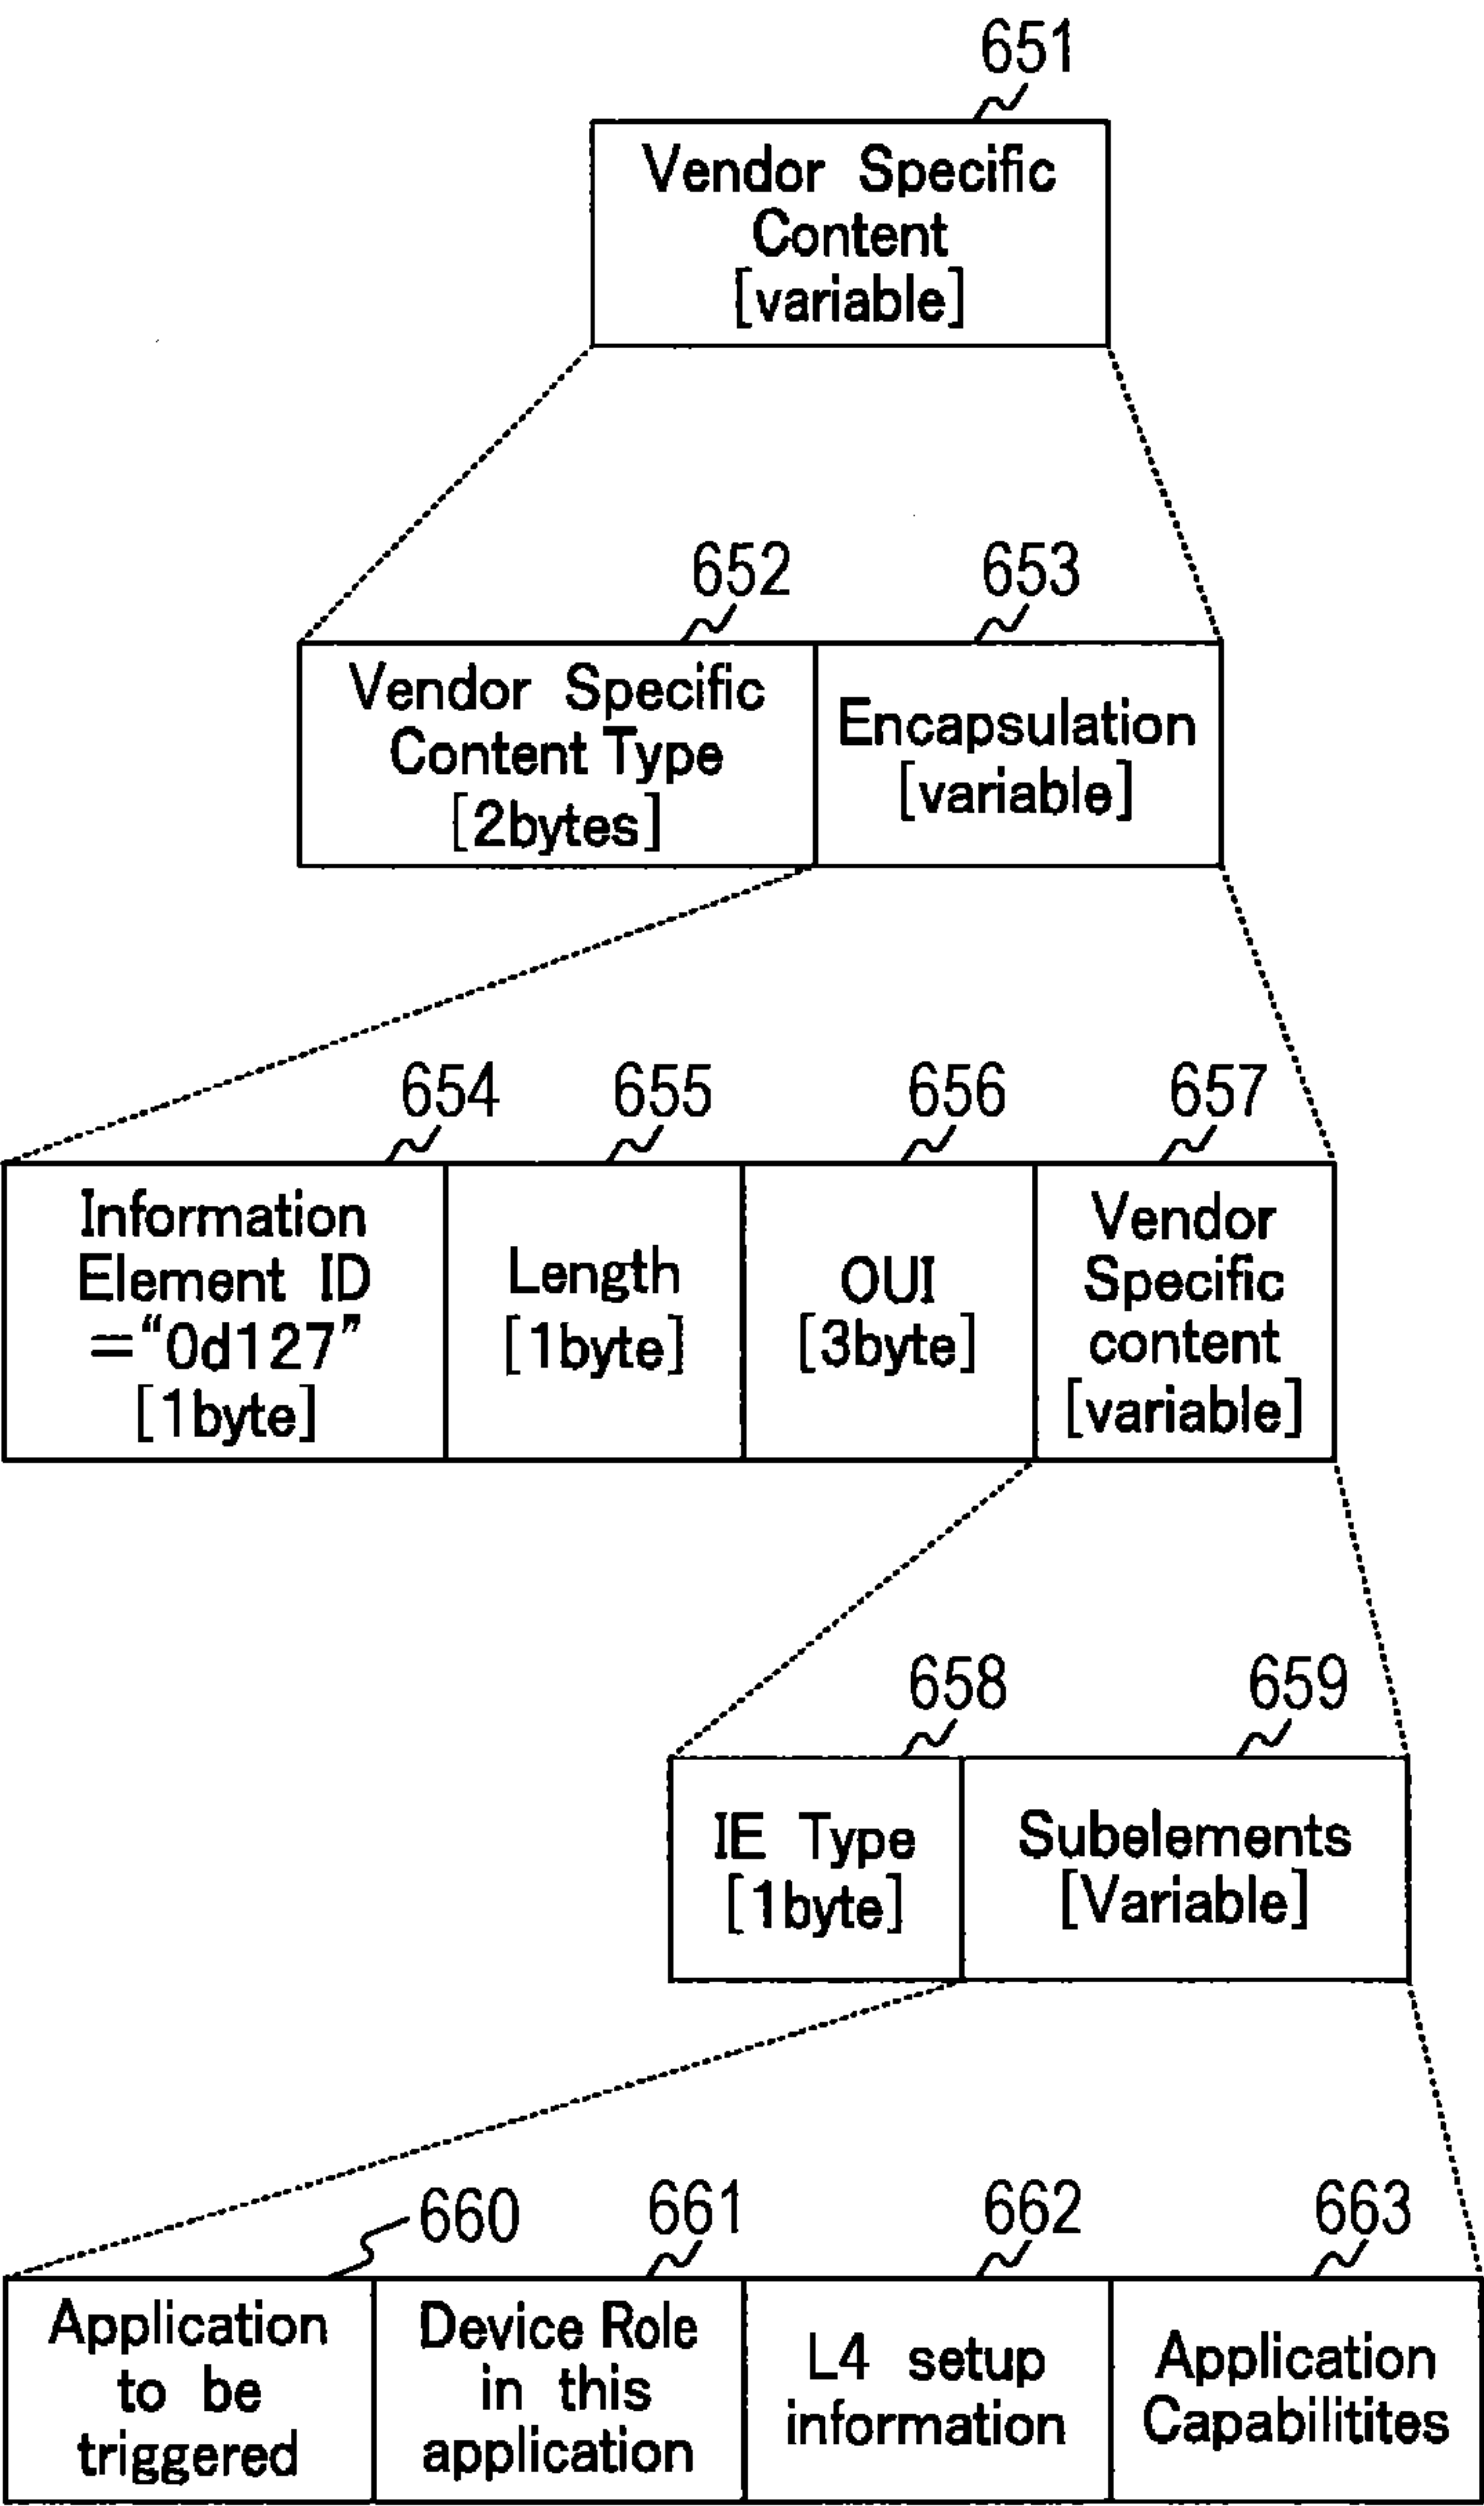 651
Vendor Specific
Content
[variable]
652
653
Vendor Specific
Content Type
[2bytes]
Encapsulation
[variable]
654
655
656
657
Information
Element ID
=“0d127”
[1byte]
Length
[1byte]
OUI
[3byte]
Vendor
Specific
content
[variable]
658
659
IE Type
[1byte]
Subelements
[Variable]
660
661
662
663
Application
to be
triggered
Device Role
in this
application
L4 setup
information
Application
Capabilitites